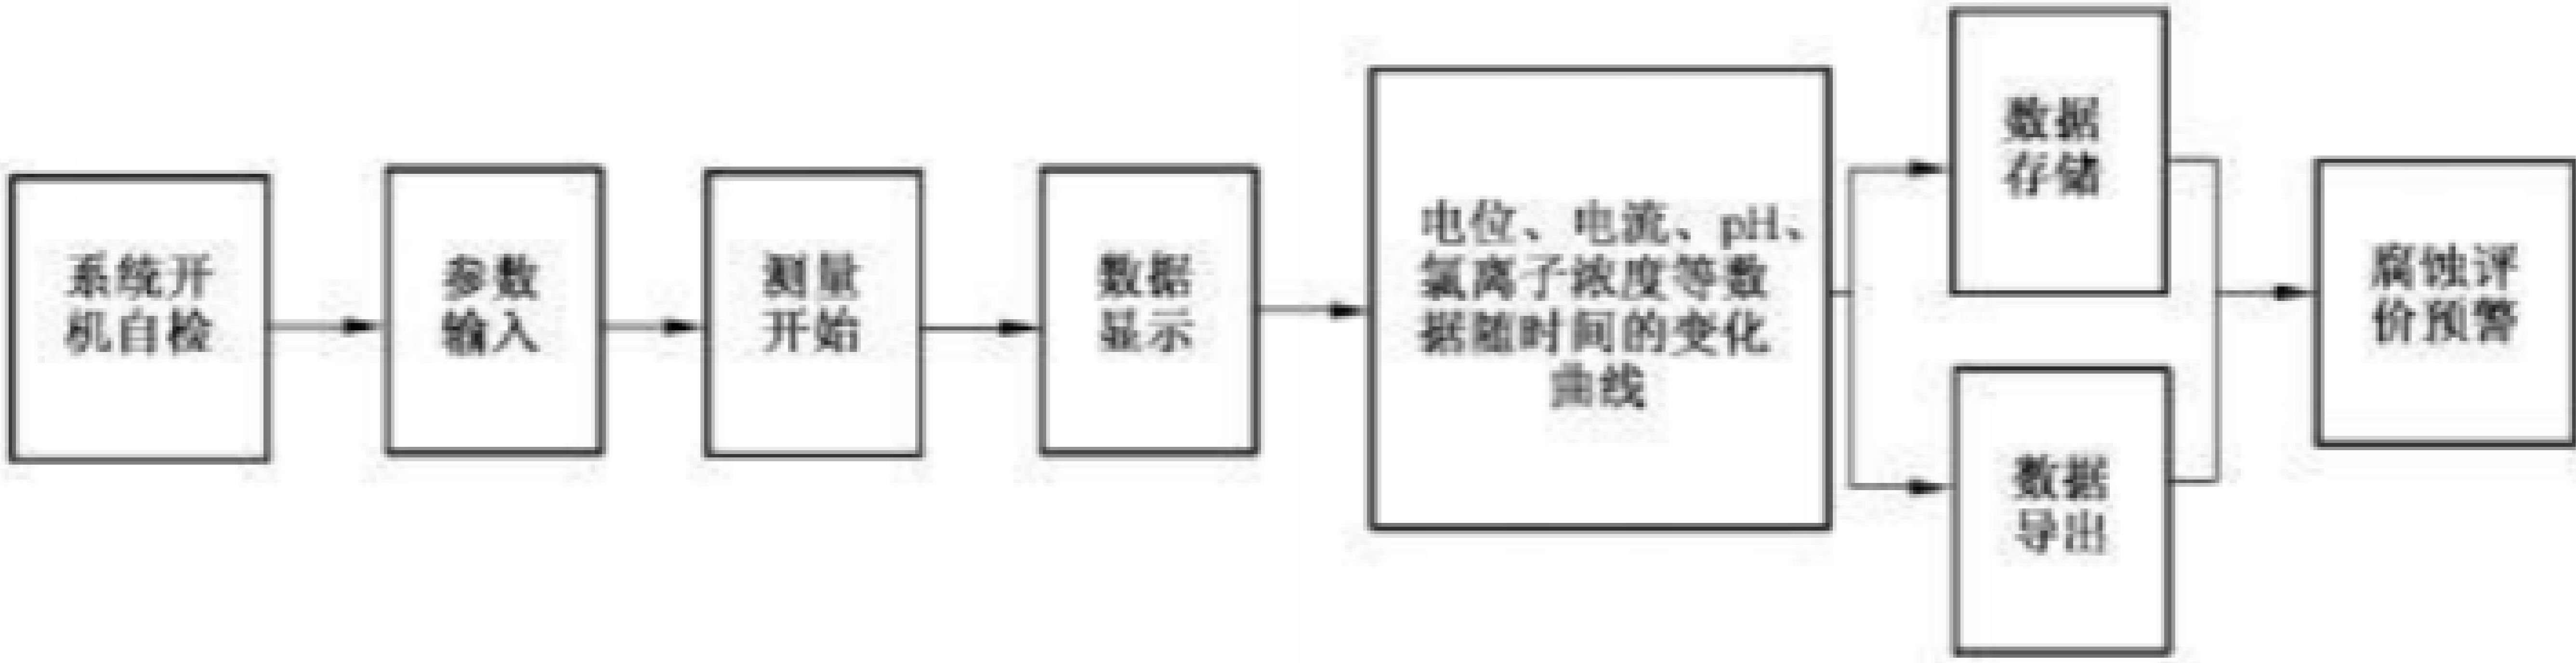 系统开
机自检
参数
输入
测量
开始
数据
显示
电位、电流、pH、
氯离子浓度等数
据随时间的变化
曲线
数据
存储
数据
导出
腐蚀评
价预警